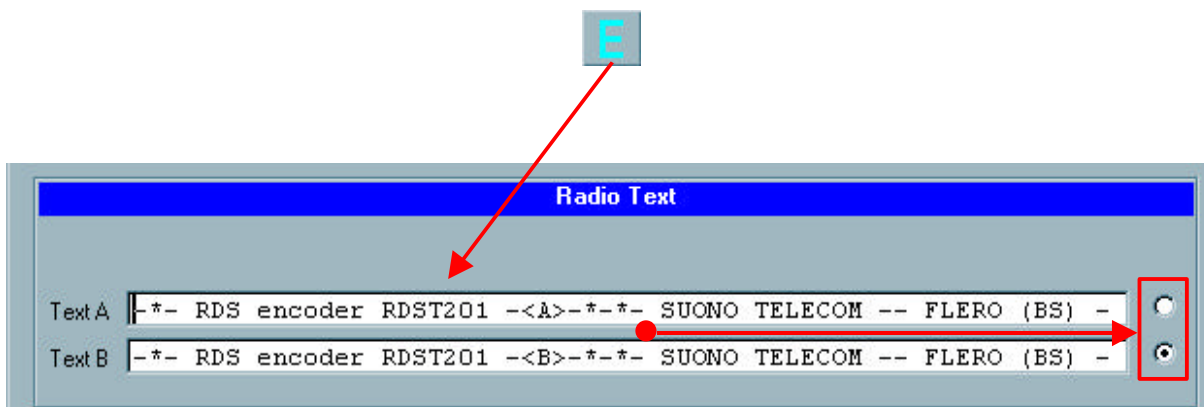 E
Radio Text
Text A -*- RDS encoder RDST201 -<A>-*-*- SUONO TELECOM -- FLERO (BS) -
Text B -*- RDS encoder RDST201 -<B>-*-*- SUONO TELECOM -- FLERO (BS) -